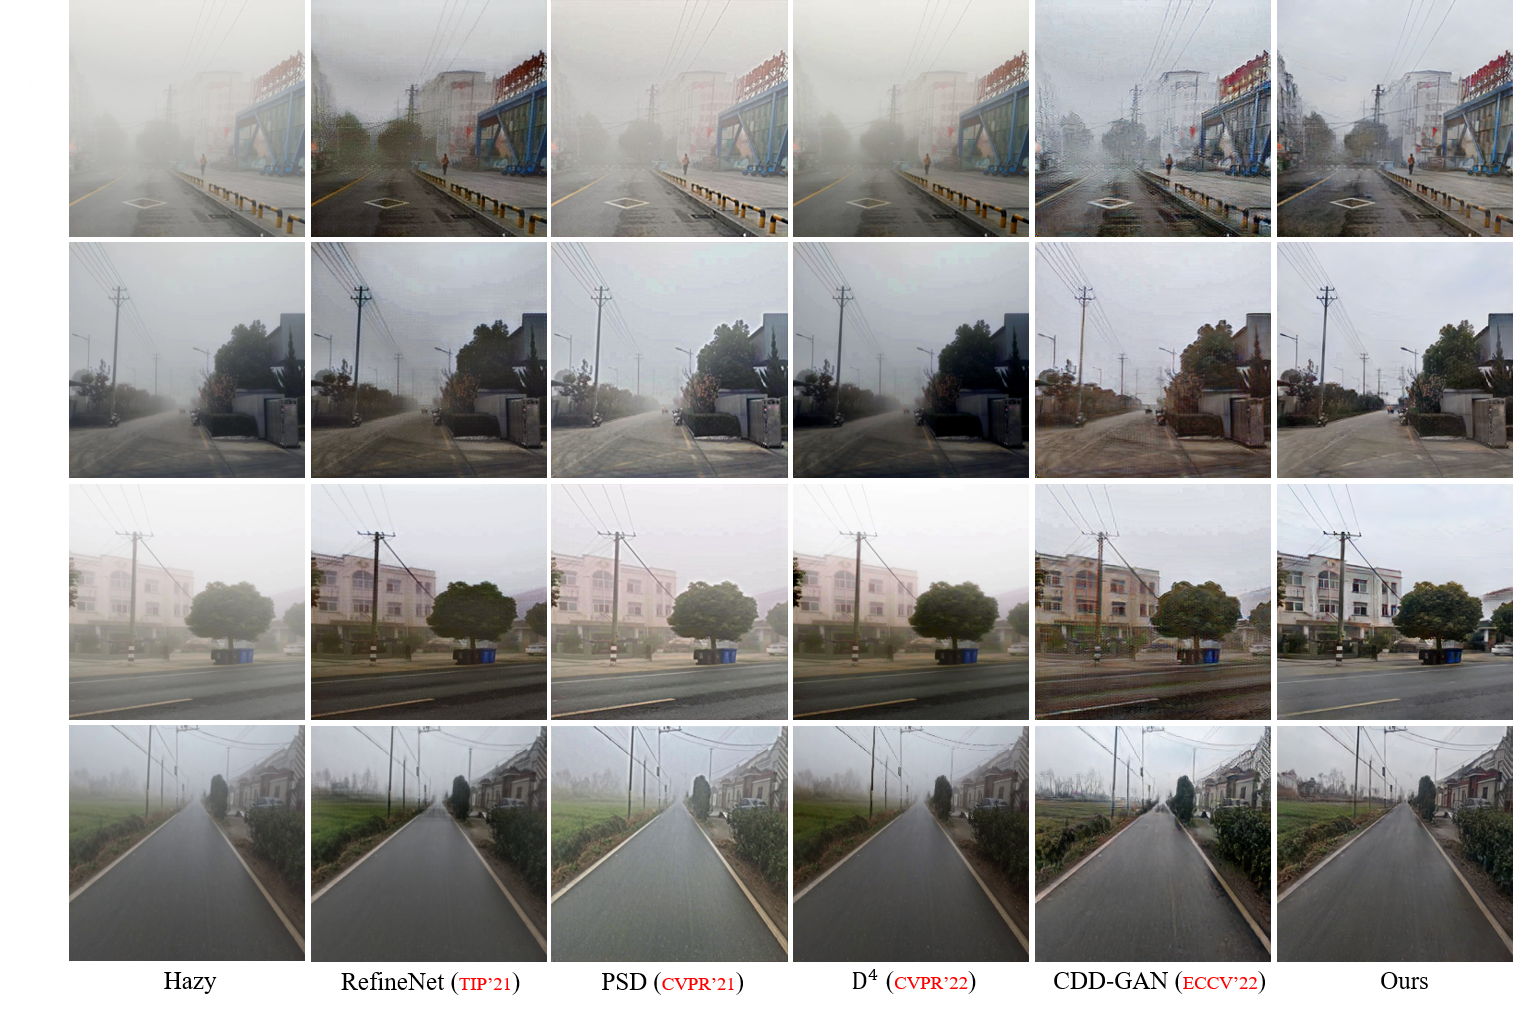 Hazy RefineNet (TIP'21) PSD (CVPR'21) D⁴ (CVPR'22) CDD-GAN (ECCV'22) Ours